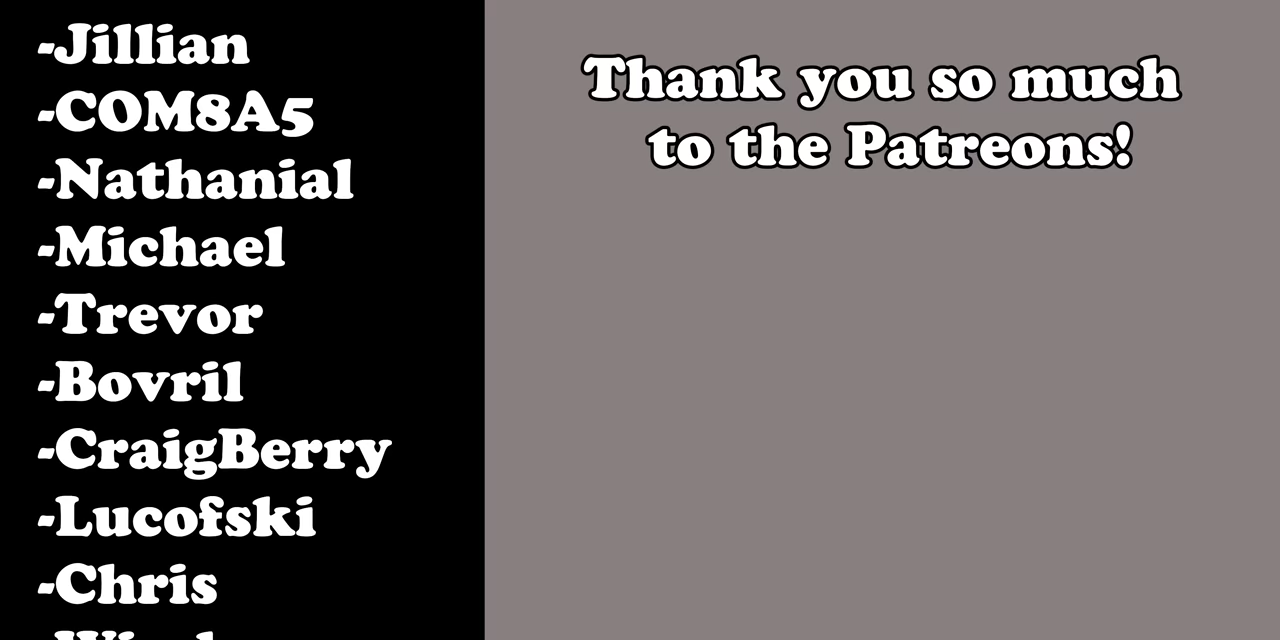 -Jillian
-COM8A5
-Nathanial
-Michael
-Trevor
-Bovril
-CraigBerry
-Lucofski
-Chris
Thank you so much
to the Patreons!